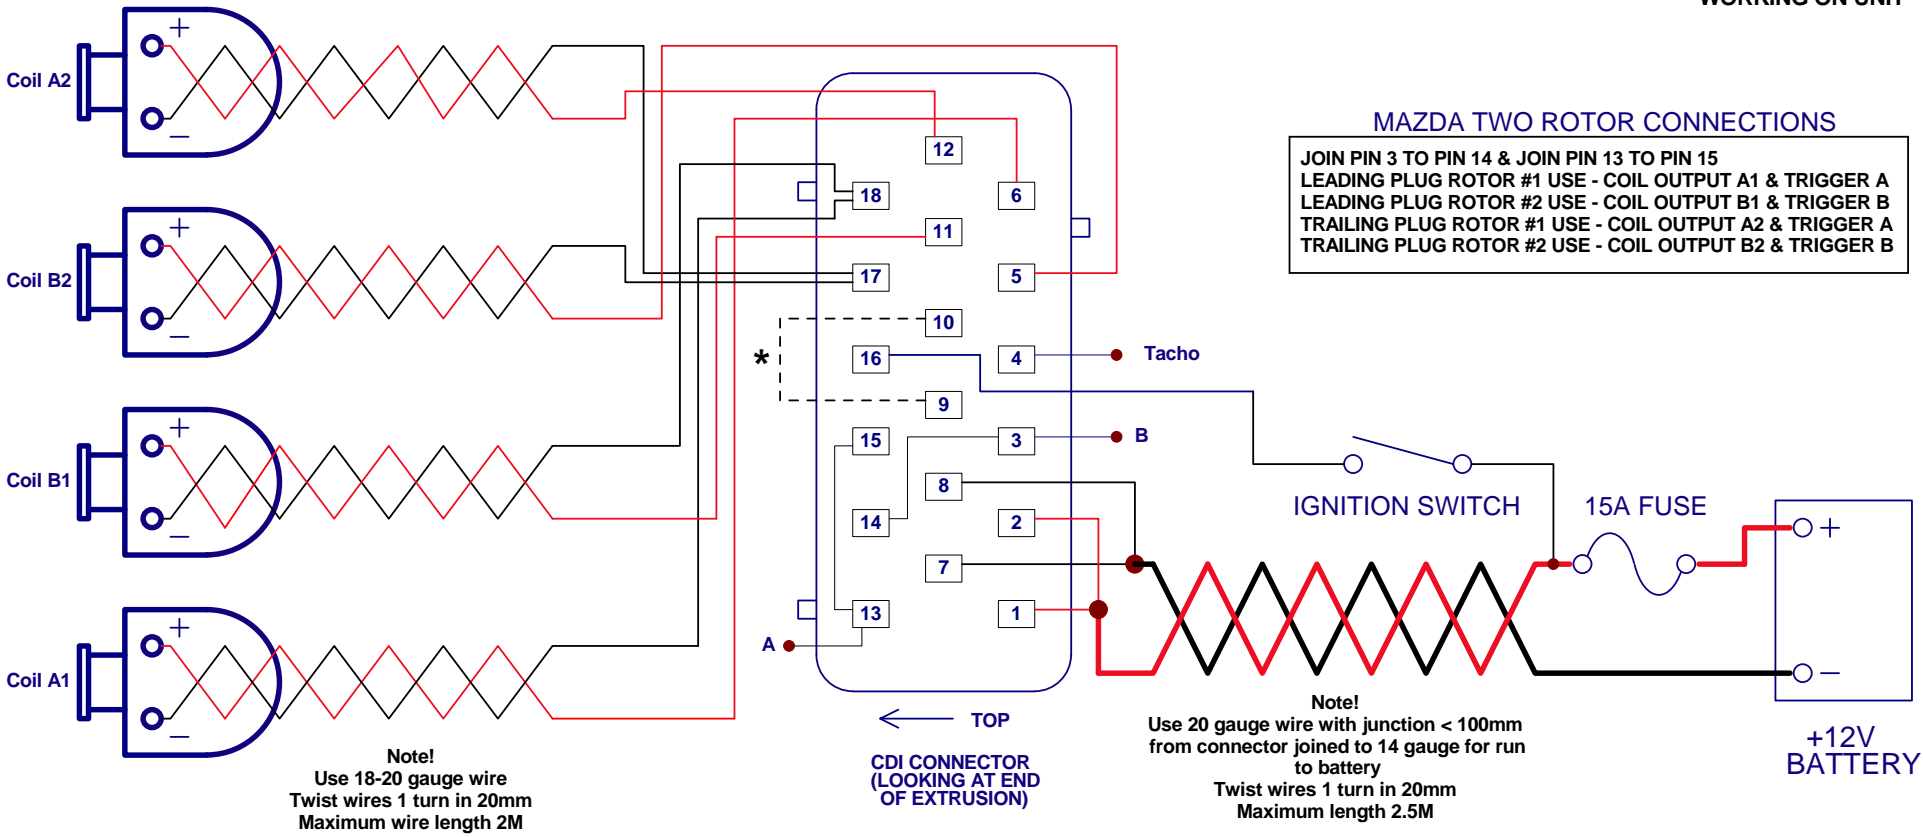 WORKING ON UNIT
Coil A2
+
−
Coil B2
+
−
Coil B1
+
−
Coil A1
+
−
Note!
Use 18-20 gauge wire
Twist wires 1 turn in 20mm
Maximum wire length 2M
12
18
6
11
17
5
10
*
16
4
Tacho
9
15
3
B
8
14
2
7
13
1
A
TOP
CDI CONNECTOR
(LOOKING AT END
OF EXTRUSION)
MAZDA TWO ROTOR CONNECTIONS
JOIN PIN 3 TO PIN 14 & JOIN PIN 13 TO PIN 15
LEADING PLUG ROTOR #1 USE - COIL OUTPUT A1 & TRIGGER A
LEADING PLUG ROTOR #2 USE - COIL OUTPUT B1 & TRIGGER B
TRAILING PLUG ROTOR #1 USE - COIL OUTPUT A2 & TRIGGER A
TRAILING PLUG ROTOR #2 USE - COIL OUTPUT B2 & TRIGGER B
IGNITION SWITCH
15A FUSE
+
−
+12V
BATTERY
Note!
Use 20 gauge wire with junction < 100mm
from connector joined to 14 gauge for run
to battery
Twist wires 1 turn in 20mm
Maximum length 2.5M